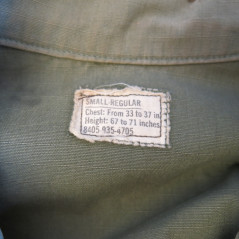 SMALL-REGULAR
Chest: From 33 to 37 in
Height: 67 to 71 inches
8405-935-4705